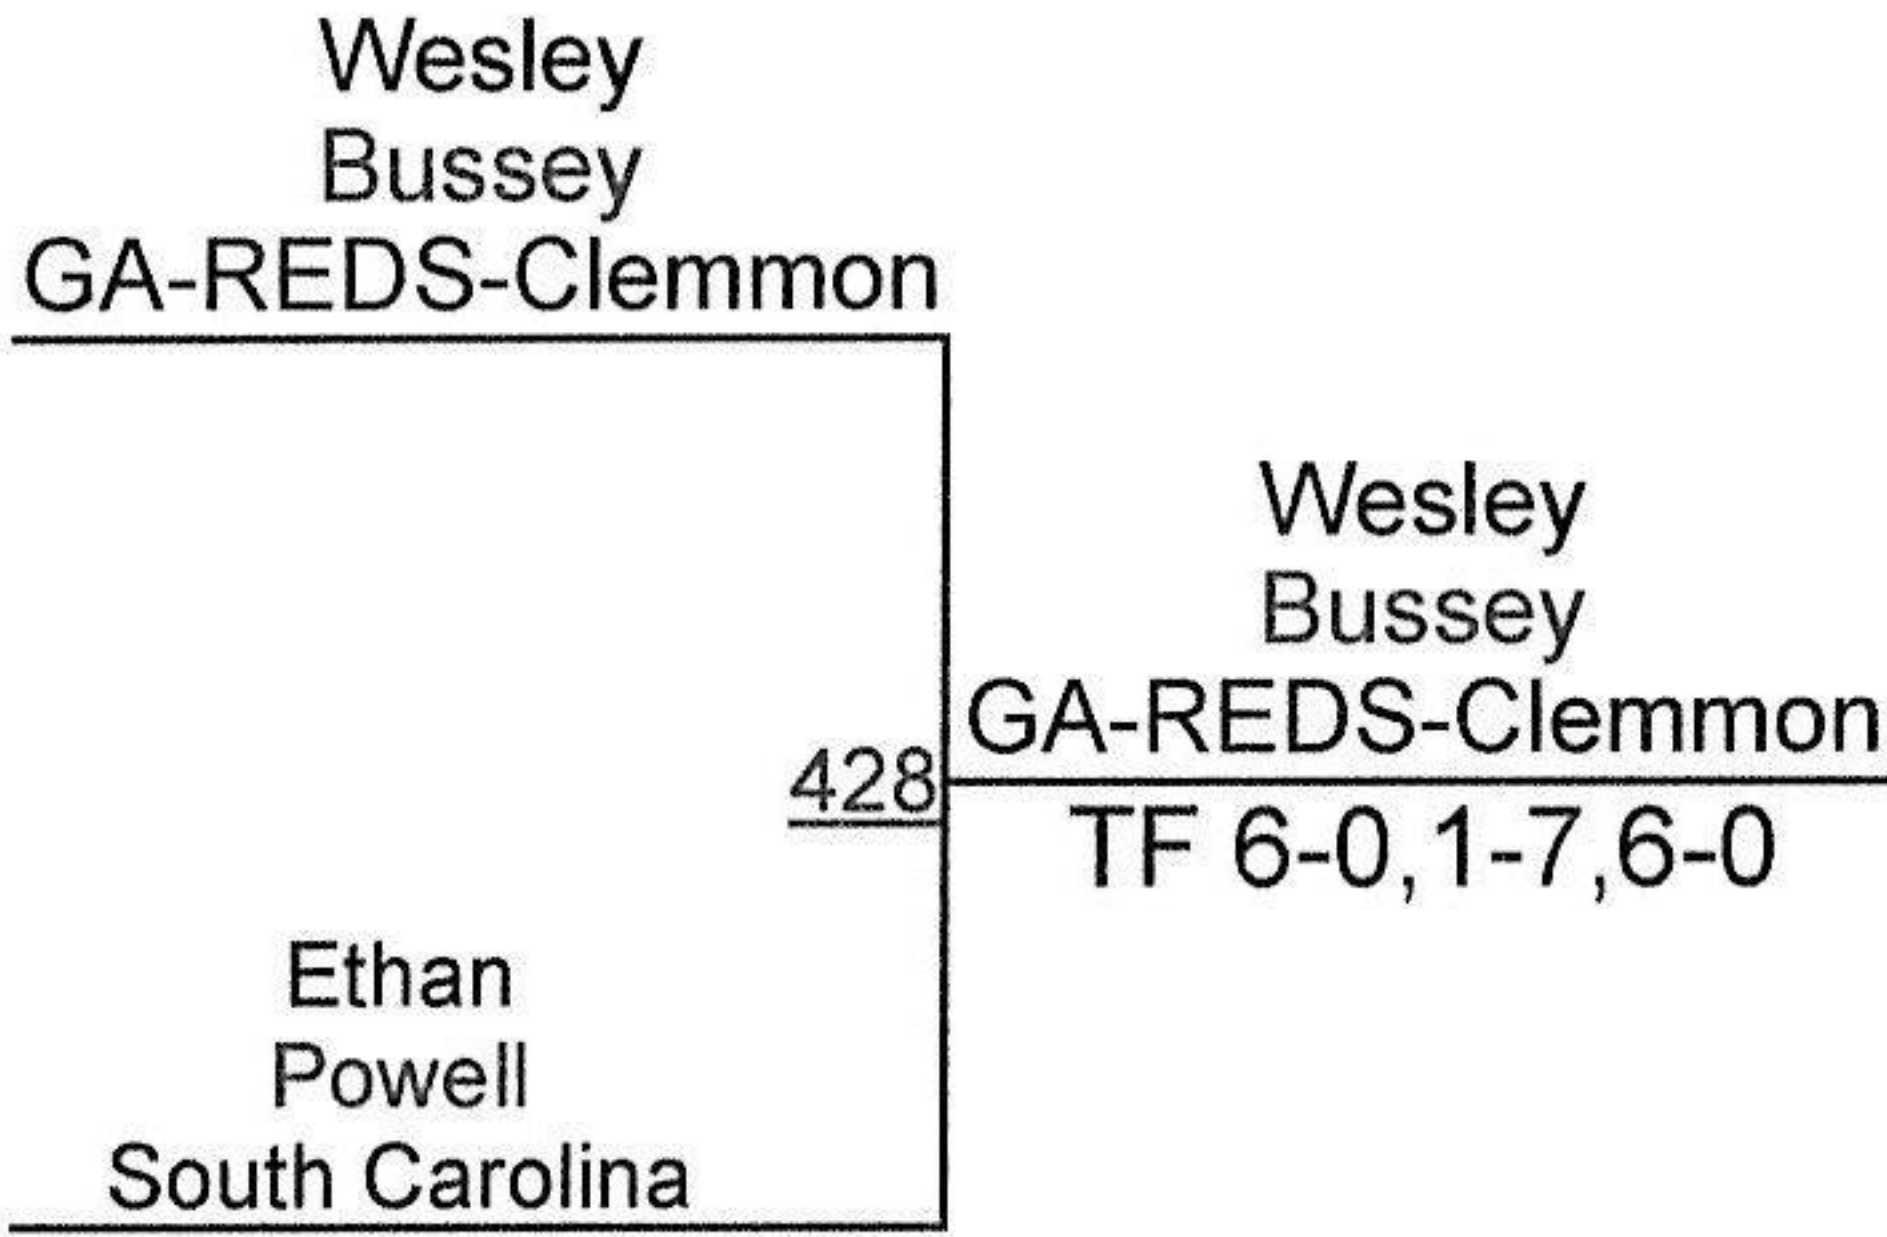 Wesley
Bussey
GA-REDS-Clemmon
Wesley
Bussey
GA-REDS-Clemmon
428
TF 6-0,1-7,6-0
Ethan
Powell
South Carolina